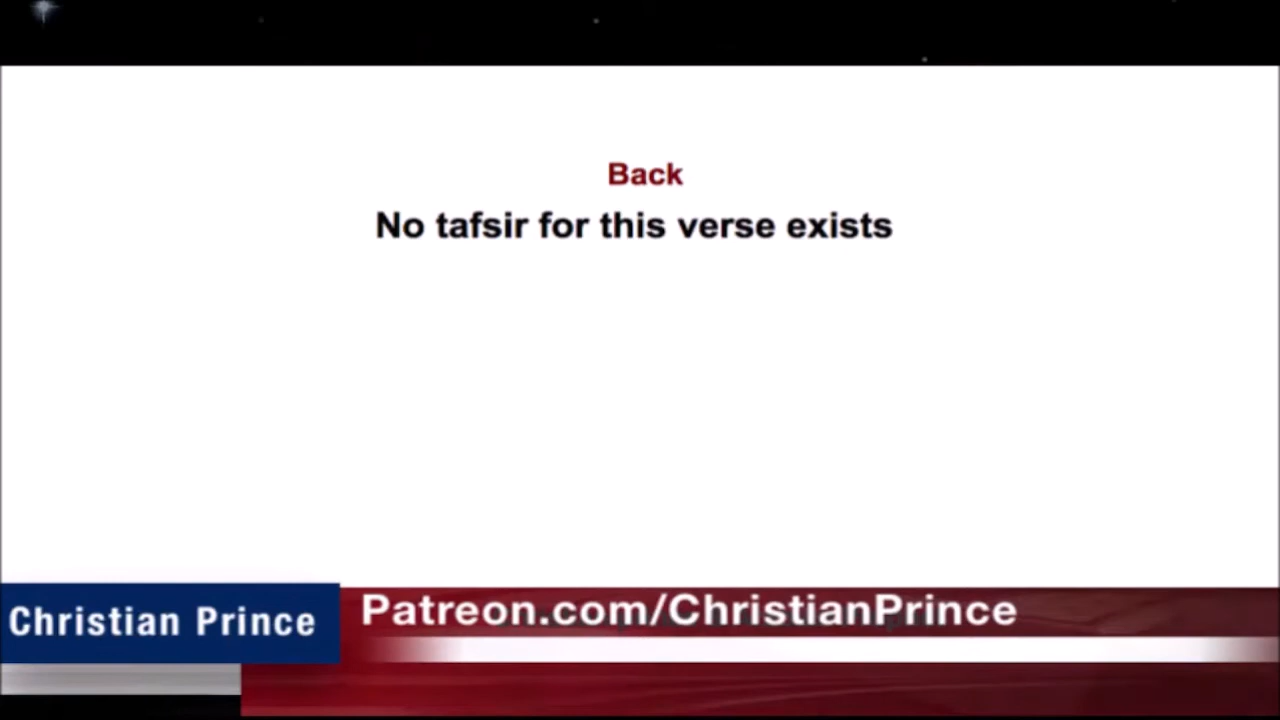 Back
No tafsir for this verse exists
Christian Prince
Patreon.com/ChristianPrince